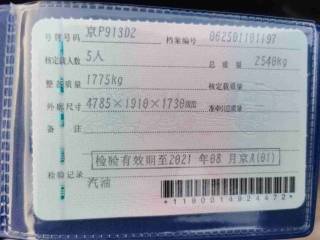 号牌号码 京P913D2 档案编号 062501101197
核定载人数 5人 总质量 2540kg
整备质量 1775kg 核定载质量
外廓尺寸 4785×1910×1730mm 准牵引总质量
备注
检验有效期至2021年08月京A(01)
检验记录
汽油